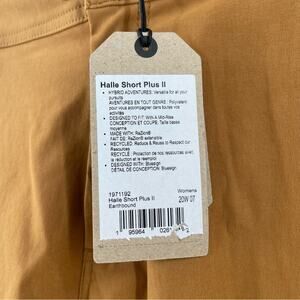 Halle Short Plus II
• HYBRID ADVENTURES: Versatile for all your
pursuits
AVENTURES EN TOUT GENRE: Polyvalent
pour vous accompagner dans toutes vos
activités
• DESIGNED TO FIT: With A Mid-Rise
CONCEPTION ET COUPE: Taille basse
moyenne
• MADE WITH: ReZion®
FAIT DE: ReZion® extensible
• RECYCLED: Reduce & Reuse to Respect our
Resources
RECYCLÉ : Protection de nos ressources avec
la réduction et le réemploi
• DESIGNED WITH: Bluesign
DÉTAIL DE CONCEPTION: Bluesign
1971192
Womens
Halle Short Plus II
20W 07
Earthbound
1 95964